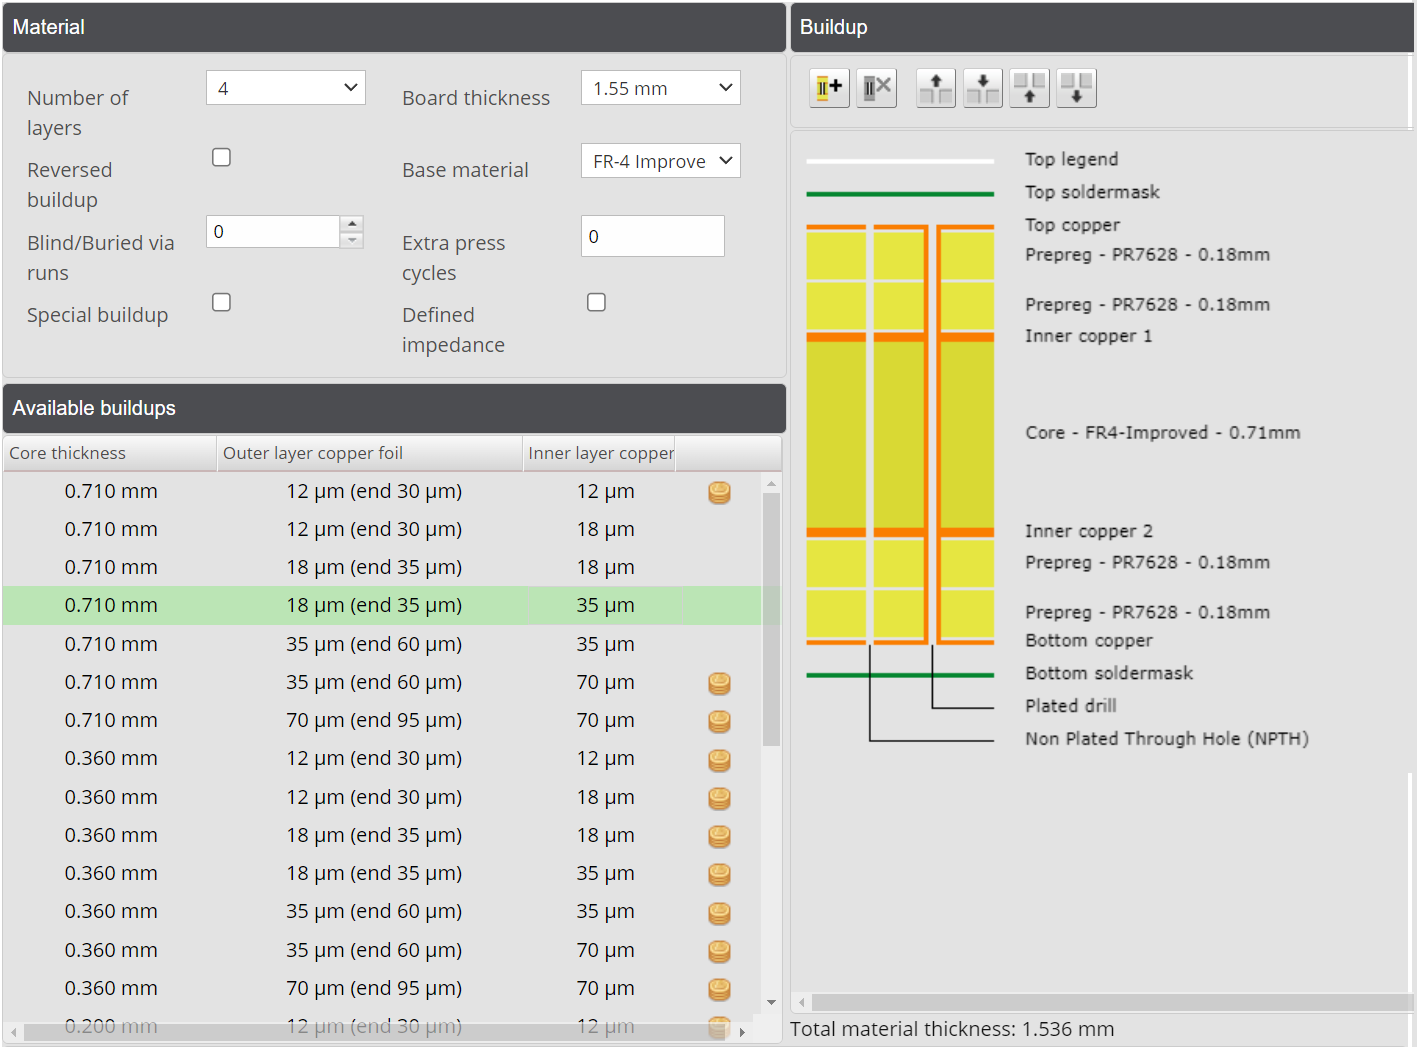 Material
Number of
layers
4
Board thickness
1.55 mm
Reversed
buildup
Base material
FR-4 Improve
Blind/Buried via
runs
0
Extra press
cycles
0
Special buildup
Defined
impedance
Available buildups
Core thickness Outer layer copper foil Inner layer copper
0.710 mm 12 µm (end 30 µm) 12 µm
0.710 mm 12 µm (end 30 µm) 18 µm
0.710 mm 18 µm (end 35 µm) 18 µm
0.710 mm 18 µm (end 35 µm) 35 µm
0.710 mm 35 µm (end 60 µm) 35 µm
0.710 mm 35 µm (end 60 µm) 70 µm
0.710 mm 70 µm (end 95 µm) 70 µm
0.360 mm 12 µm (end 30 µm) 12 µm
0.360 mm 12 µm (end 30 µm) 18 µm
0.360 mm 18 µm (end 35 µm) 18 µm
0.360 mm 18 µm (end 35 µm) 35 µm
0.360 mm 35 µm (end 60 µm) 35 µm
0.360 mm 35 µm (end 60 µm) 70 µm
0.360 mm 70 µm (end 95 µm) 70 µm
0.200 mm 12 µm (end 30 µm) 12 µm
Buildup
Top legend
Top soldermask
Top copper
Prepreg - PR7628 - 0.18mm
Prepreg - PR7628 - 0.18mm
Inner copper 1
Core - FR4-Improved - 0.71mm
Inner copper 2
Prepreg - PR7628 - 0.18mm
Prepreg - PR7628 - 0.18mm
Bottom copper
Bottom soldermask
Plated drill
Non Plated Through Hole (NPTH)
Total material thickness: 1.536 mm